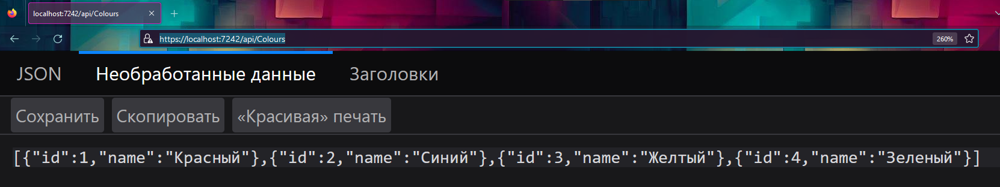 localhost:7242/api/Colours
https://localhost:7242/api/Colours 260%
JSON Необработанные данные Заголовки
Сохранить Скопировать «Красивая» печать
[{"id":1,"name":"Красный"},{"id":2,"name":"Синий"},{"id":3,"name":"Желтый"},{"id":4,"name":"Зеленый"}]